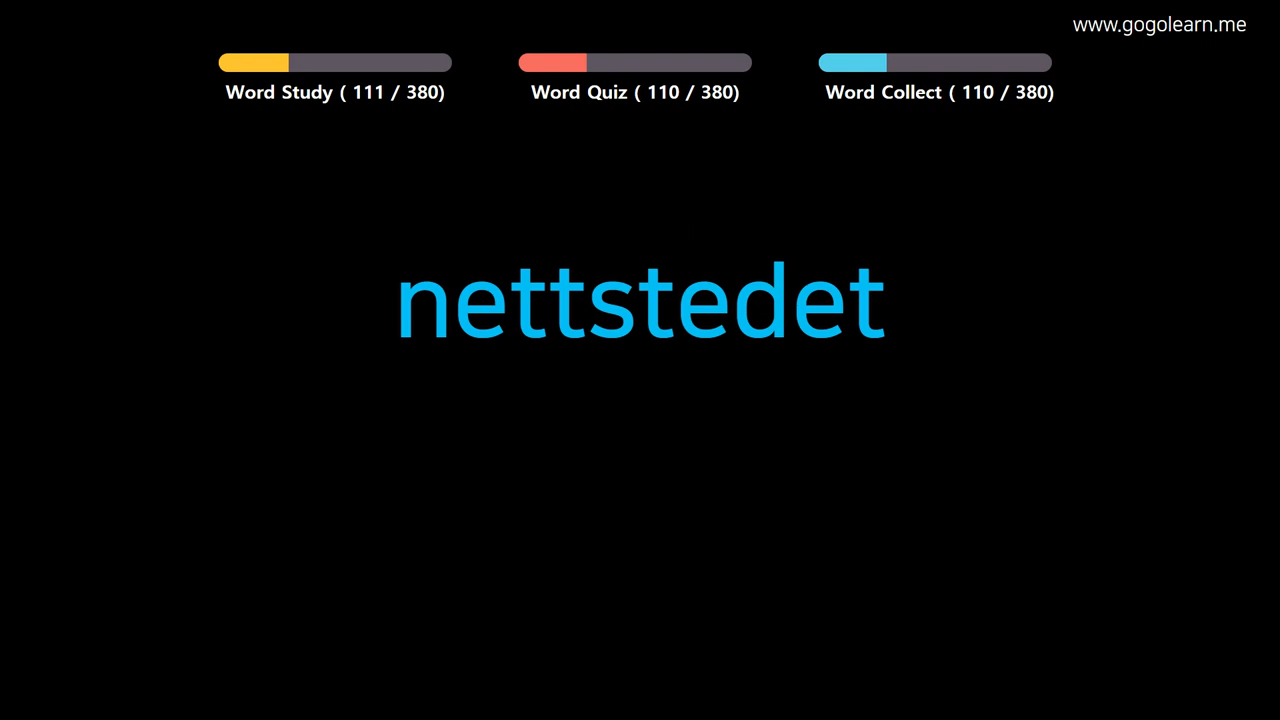 www.gogolearn.me
Word Study ( 111 / 380)
Word Quiz ( 110 / 380)
Word Collect ( 110 / 380)
nettstedet